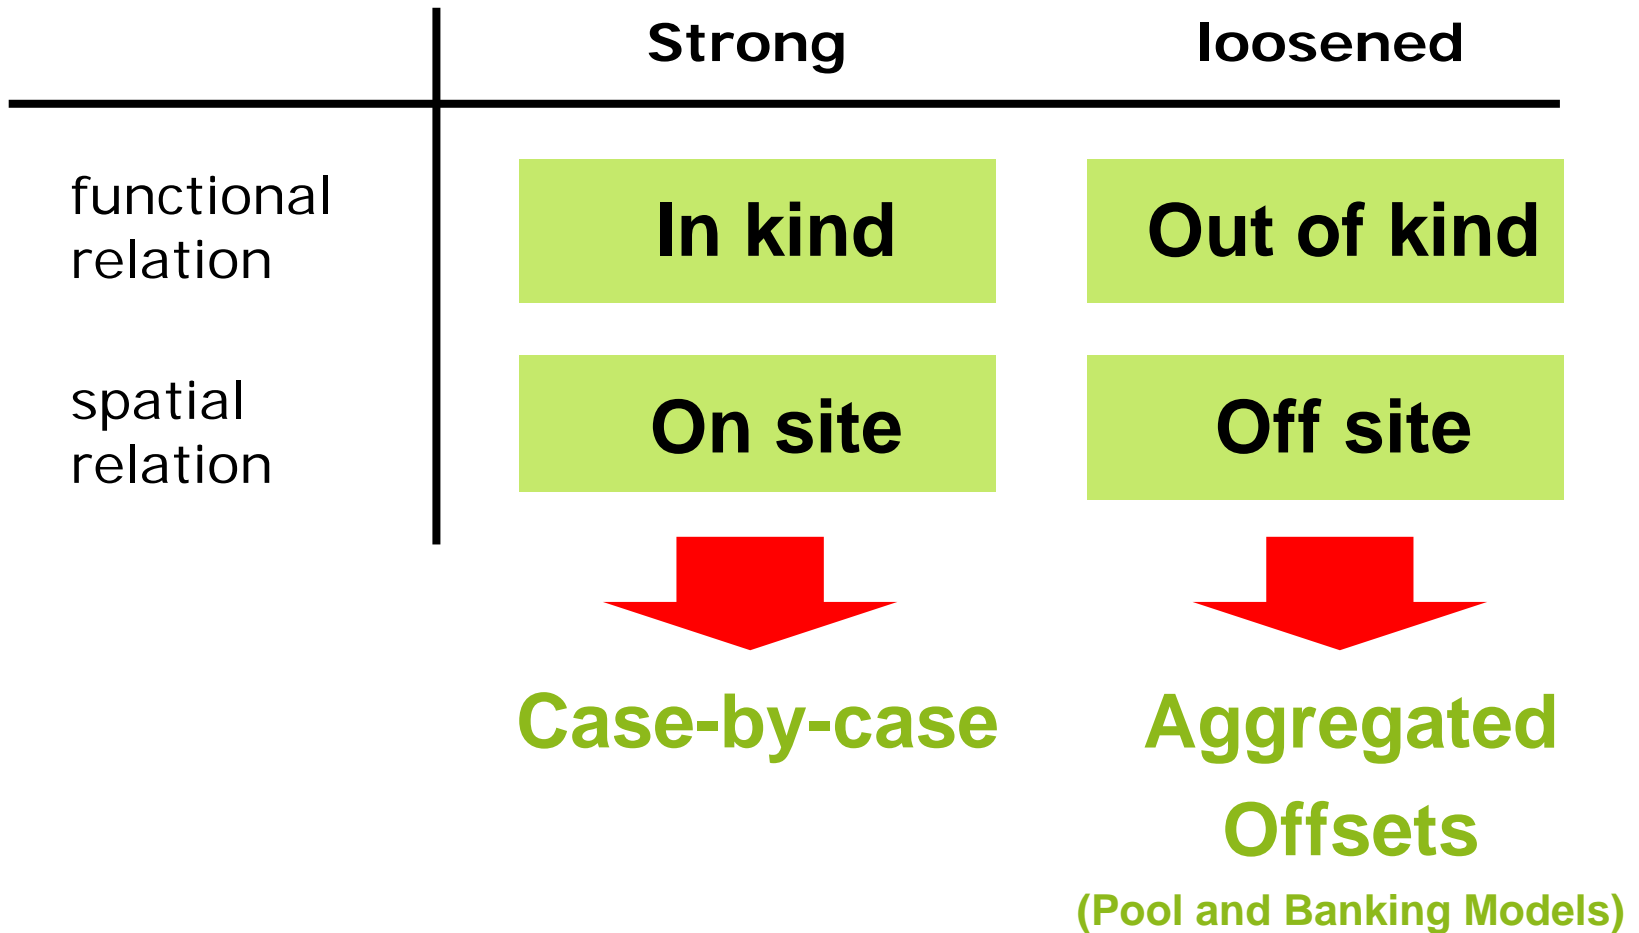 Strong loosened
functional
relation
In kind Out of kind
spatial
relation
On site Off site
Case-by-case Aggregated
Offsets
(Pool and Banking Models)